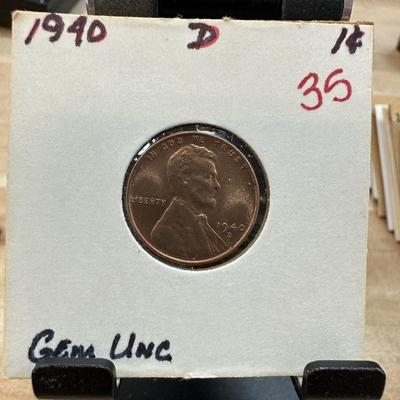 1940 D 1¢
35
IN GOD WE TRUST
LIBERTY
1940
D
GEM UNC